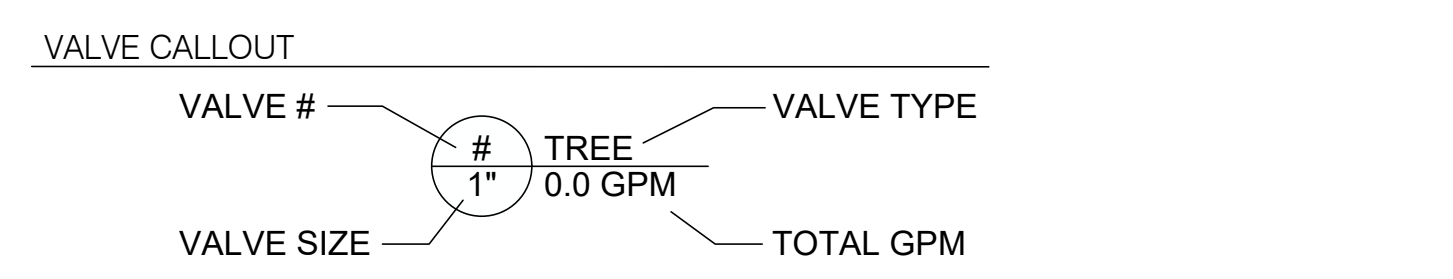 VALVE CALLOUT
VALVE #
VALVE TYPE
# TREE
1" 0.0 GPM
VALVE SIZE
TOTAL GPM